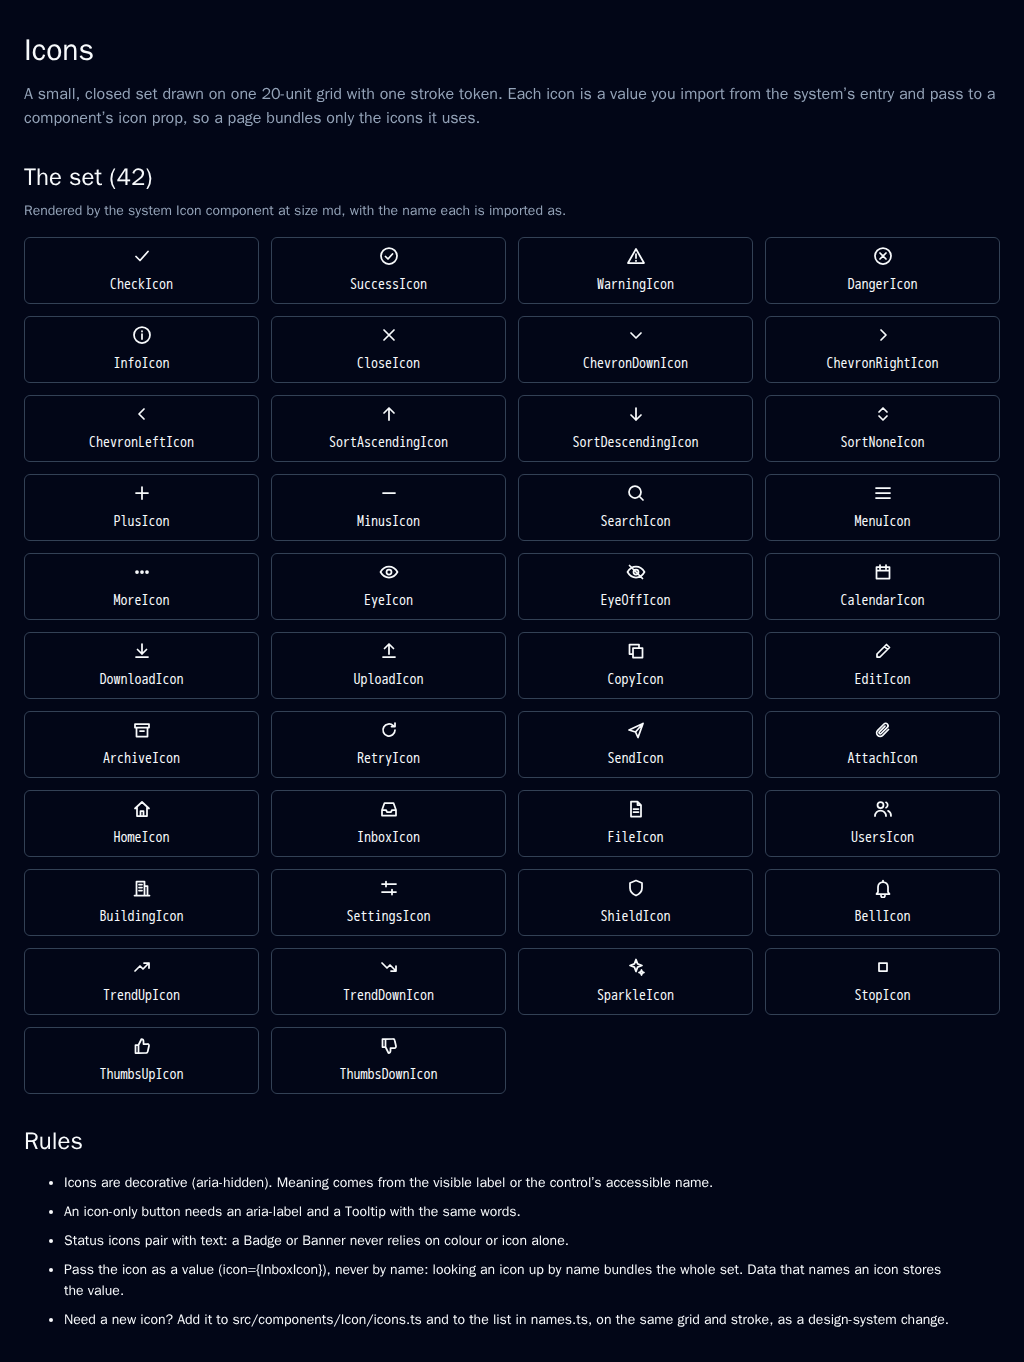 Icons
A small, closed set drawn on one 20-unit grid with one stroke token. Each icon is a value you import from the system's entry and pass to a
component's icon prop, so a page bundles only the icons it uses.
The set (42)
Rendered by the system Icon component at size md, with the name each is imported as.
CheckIcon
SuccessIcon
WarningIcon
DangerIcon
InfoIcon
CloseIcon
ChevronDownIcon
ChevronRightIcon
ChevronLeftIcon
SortAscendingIcon
SortDescendingIcon
SortNoneIcon
PlusIcon
MinusIcon
SearchIcon
MenuIcon
MoreIcon
EyeIcon
EyeOffIcon
CalendarIcon
DownloadIcon
UploadIcon
CopyIcon
EditIcon
ArchiveIcon
RetryIcon
SendIcon
AttachIcon
HomeIcon
InboxIcon
FileIcon
UsersIcon
BuildingIcon
SettingsIcon
ShieldIcon
BellIcon
TrendUpIcon
TrendDownIcon
SparkleIcon
StopIcon
ThumbsUpIcon
ThumbsDownIcon
Rules
• Icons are decorative (aria-hidden). Meaning comes from the visible label or the control's accessible name.
• An icon-only button needs an aria-label and a Tooltip with the same words.
• Status icons pair with text: a Badge or Banner never relies on colour or icon alone.
• Pass the icon as a value (icon={InboxIcon}), never by name: looking an icon up by name bundles the whole set. Data that names an icon stores
the value.
• Need a new icon? Add it to src/components/Icon/icons.ts and to the list in names.ts, on the same grid and stroke, as a design-system change.